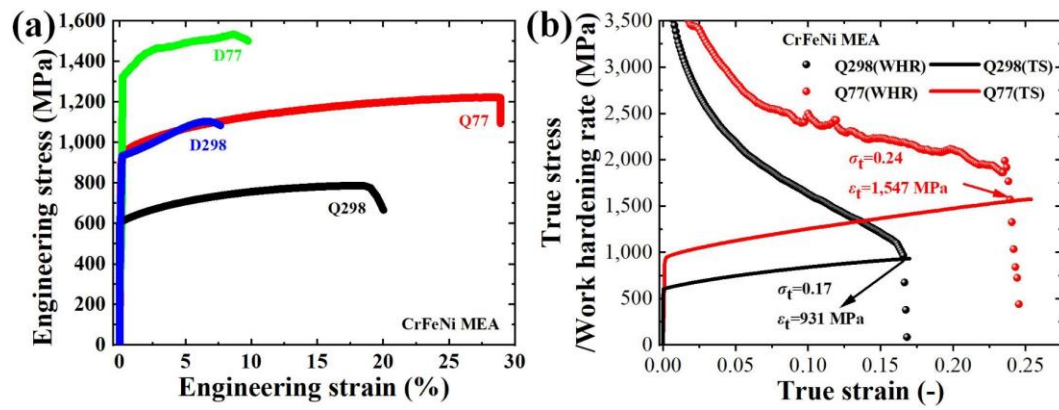 (a)
1,600
1,400
1,200
1,000
800
600
400
200
0
Engineering stress (MPa)
D77
Q77
D298
Q298
CrFeNi MEA
0 5 10 15 20 25 30
Engineering strain (%)
(b)
3,500
3,000
2,500
2,000
1,500
1,000
500
0
True stress
/Work hardening rate (MPa)
CrFeNi MEA
Q298(WHR) Q298(TS)
Q77(WHR) Q77(TS)
σt=0.24
εt=1,547 MPa
σt=0.17
εt=931 MPa
0.00 0.05 0.10 0.15 0.20 0.25
True strain (-)